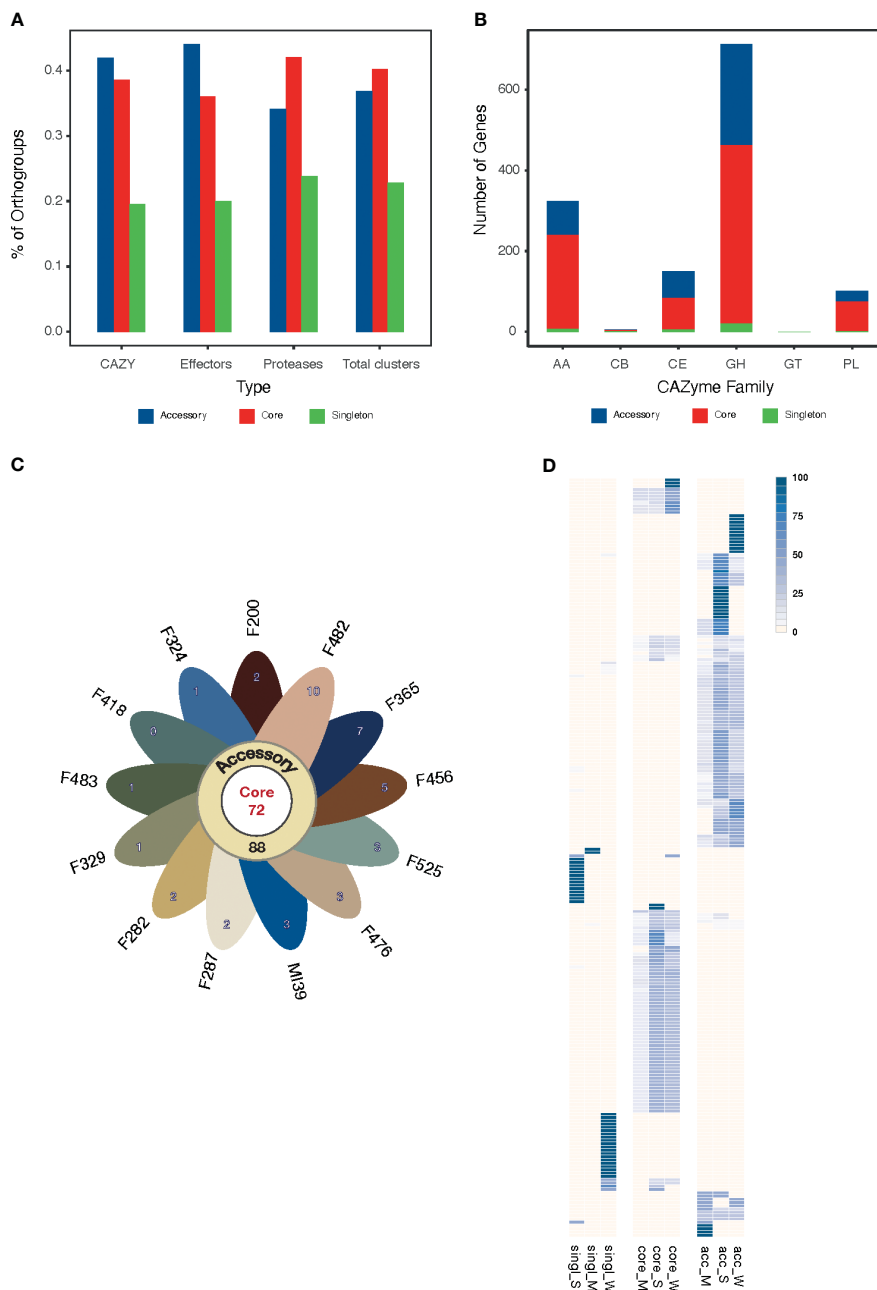 A
% of Orthogroups
0.4
0.3
0.2
0.1
0.0
CAZY Effectors Proteases Total clusters
Type
Accessory Core Singleton
B
Number of Genes
600
400
200
0
AA CB CE GH GT PL
CAZyme Family
Accessory Core Singleton
C
F200
F482
F365
F456
F525
F476
MI39
F287
F282
F329
F483
F418
F324
2
10
7
5
3
2
2
1
1
1
Accessory
Core
72
88
D
100
75
50
25
0
singl_S
singl_M
singl_W
core_M
core_S
core_W
acc_M
acc_S
acc_W